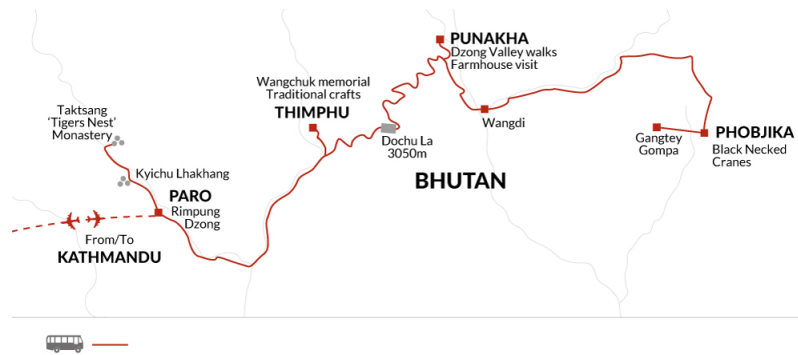 PUNAKHA
Dzong Valley walks
Farmhouse visit
Wangchuk memorial
Traditional crafts
THIMPHU
Taktsang
'Tigers Nest'
Monastery
Wangdi
Dochu La
3050m
Gangtey
Gompa
PHOBJIKA
Black Necked
Cranes
Kyichu Lhakhang
BHUTAN
PARO
Rimpung
Dzong
From/To
KATHMANDU